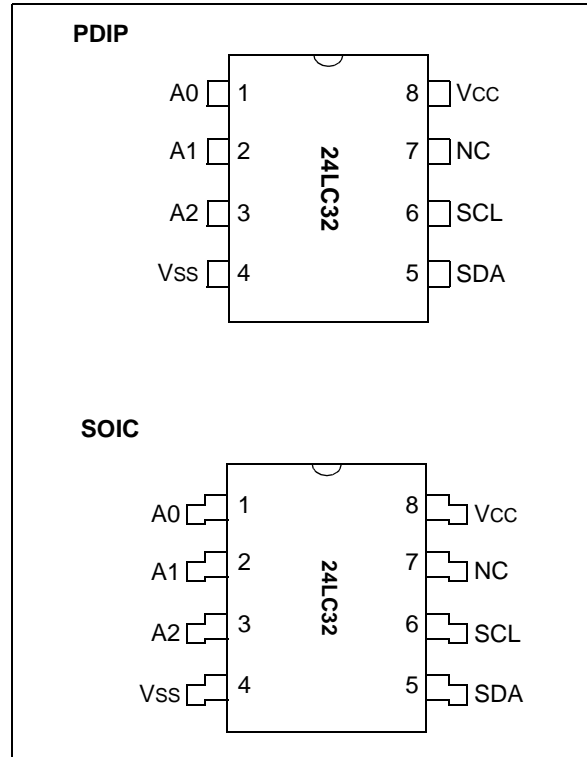 PDIP
A0 1 8 VCC
A1 2 7 NC
24LC32
A2 3 6 SCL
VSS 4 5 SDA
SOIC
A0 1 8 VCC
A1 2 7 NC
24LC32
A2 3 6 SCL
VSS 4 5 SDA